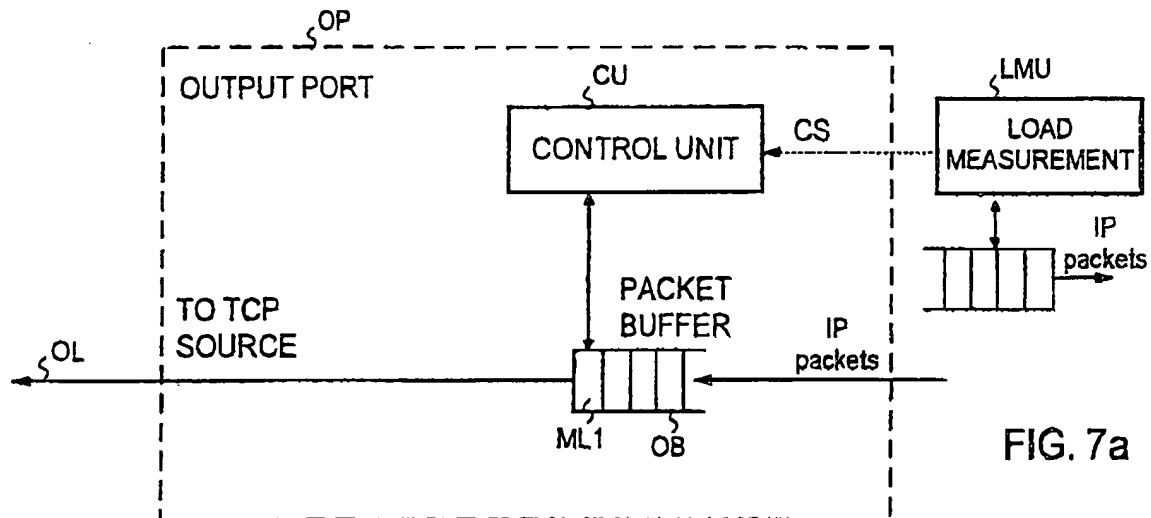 OP
OUTPUT PORT
CU
CONTROL UNIT
CS
LMU
LOAD
MEASUREMENT
IP
packets
TO TCP
SOURCE
OL
PACKET
BUFFER
IP
packets
ML1
OB
FIG. 7a